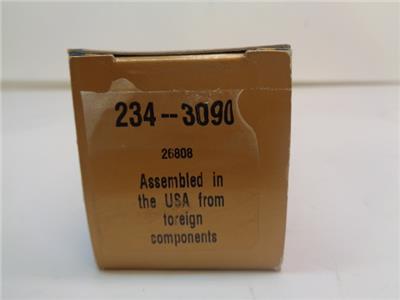 234--3090
26808
Assembled in
the USA from
foreign
components